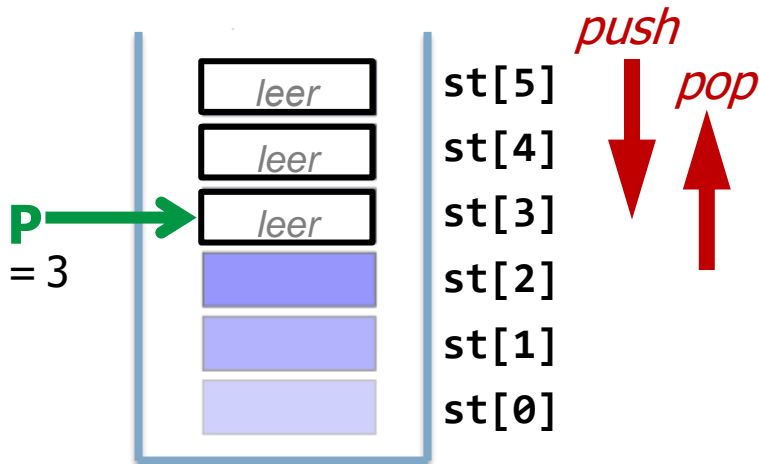 push
pop
leer st[5]
leer st[4]
P leer st[3]
= 3 st[2]
st[1]
st[0]